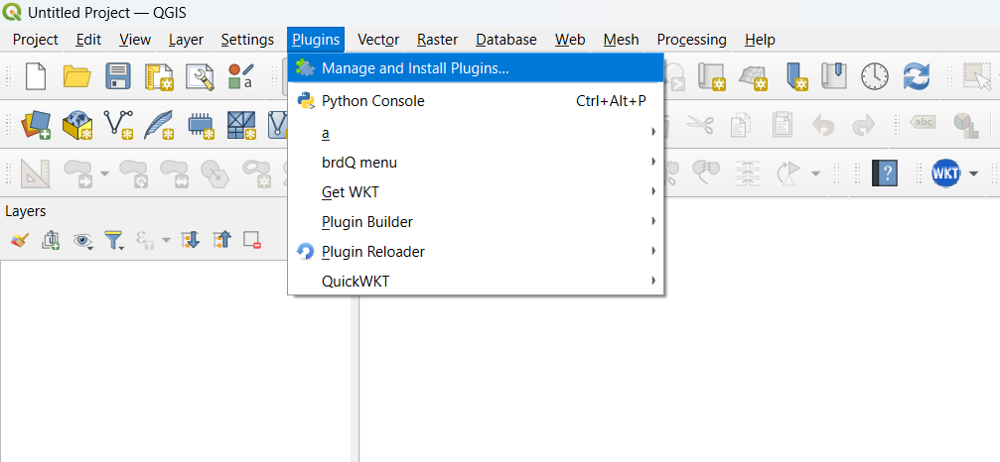 Untitled Project — QGIS
Project Edit View Layer Settings Plugins Vector Raster Database Web Mesh Processing Help
Manage and Install Plugins...
Python Console Ctrl+Alt+P
a
brdQ menu
Get WKT
Plugin Builder
Plugin Reloader
QuickWKT
a
abc
? WKT
Layers
ε